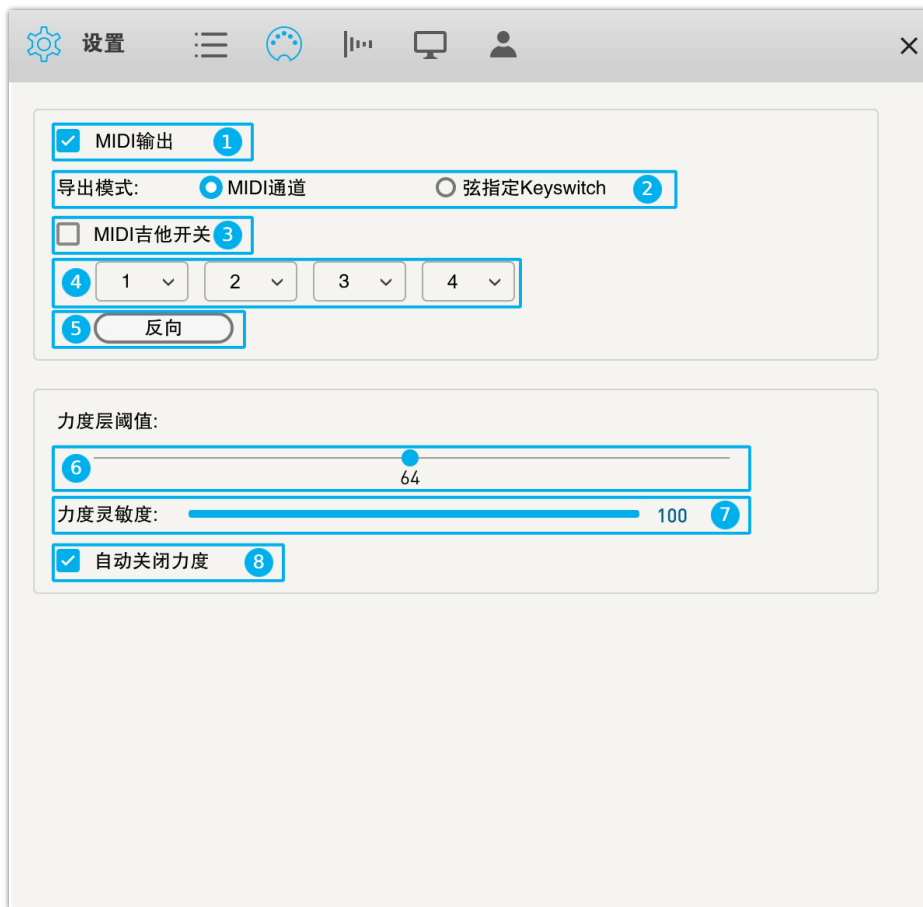 设置
MIDI输出 1
导出模式: MIDI通道 弦指定Keyswitch 2
MIDI吉他开关 3
4 1 2 3 4
5 反向
力度层阈值:
6
64
力度灵敏度: 100 7
自动关闭力度 8